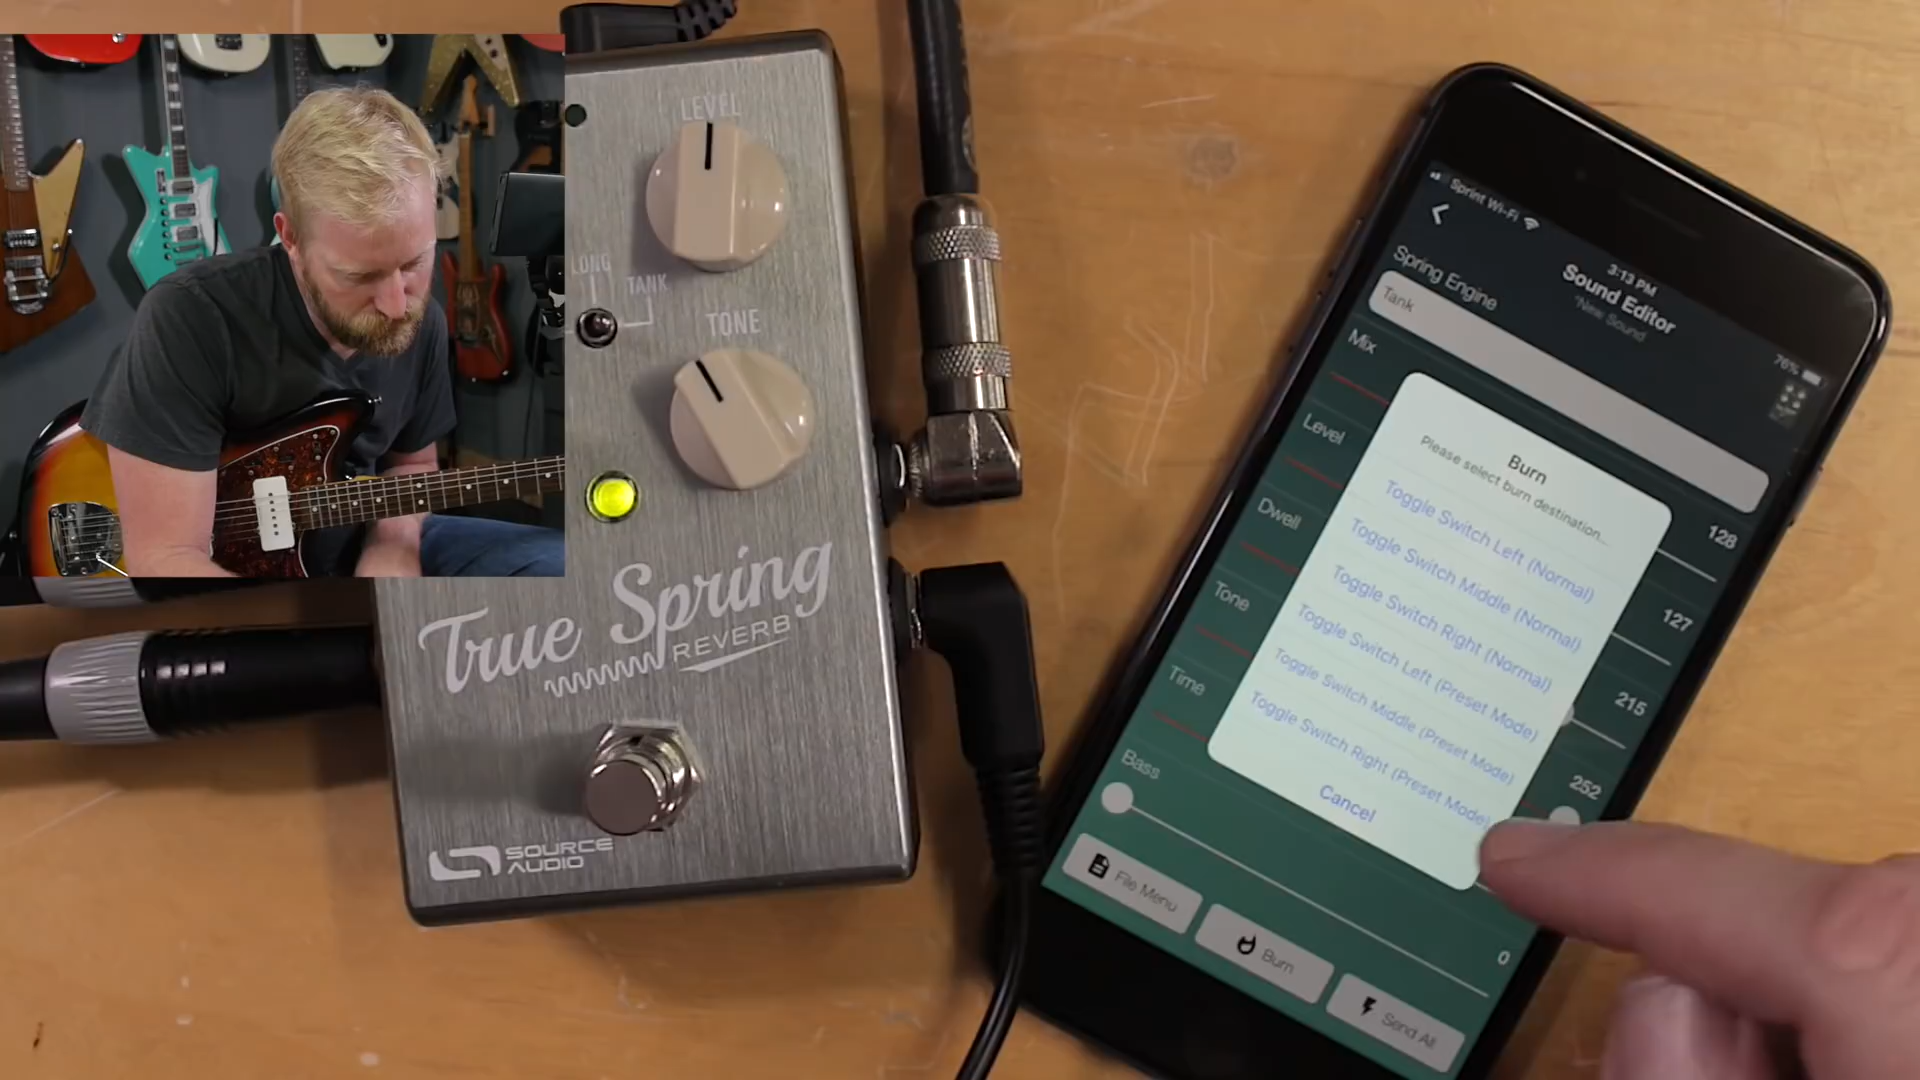 LEVEL
LONG
TANK
TONE
True Spring
REVERB
SOURCE
AUDIO
Sprint Wi-Fi
3:13 PM
76%
Sound Editor
*New Sound
Spring Engine
Tank
Mix
128
Level
127
Dwell
215
Tone
252
Time
Bass
0
Burn
Please select burn destination...
Toggle Switch Left (Normal)
Toggle Switch Middle (Normal)
Toggle Switch Right (Normal)
Toggle Switch Left (Preset Mode)
Toggle Switch Middle (Preset Mode)
Toggle Switch Right (Preset Mode)
Cancel
File Menu
Burn
Send All